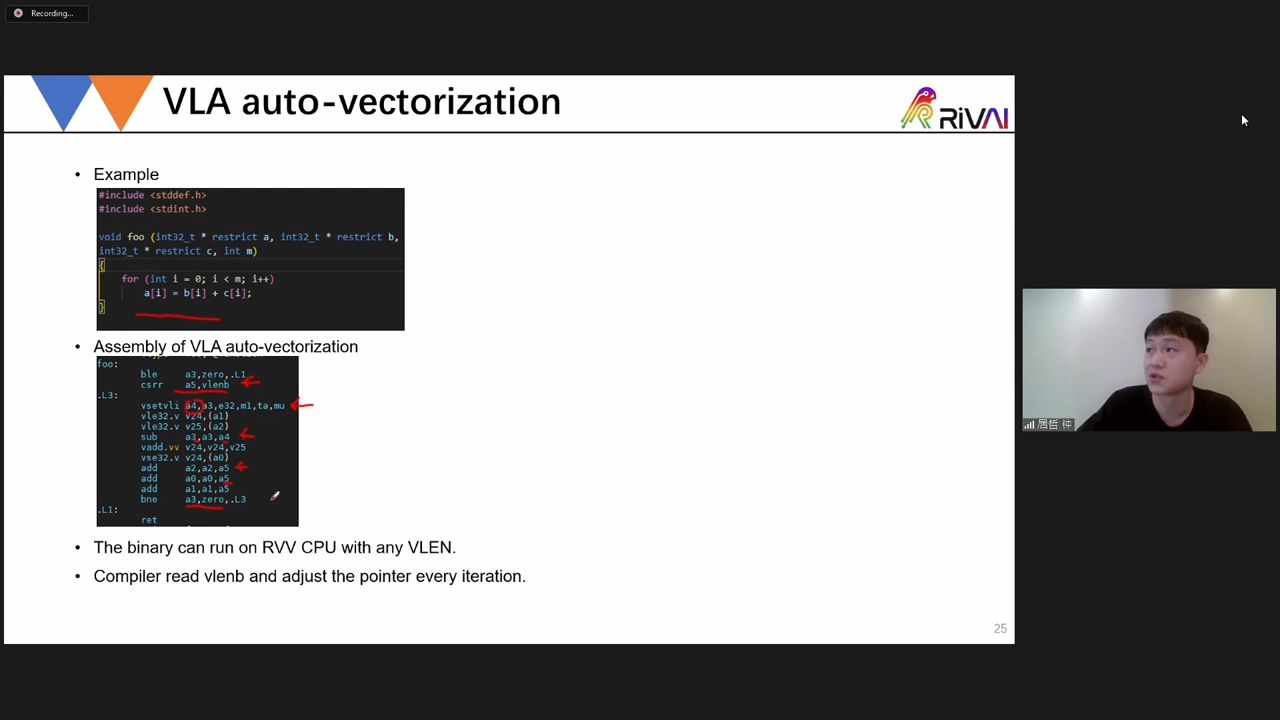 Recording...
VLA auto-vectorization
RiVAI
• Example
#include <stddef.h>
#include <stdint.h>
void foo (int32_t * restrict a, int32_t * restrict b,
int32_t * restrict c, int m)
{
for (int i = 0; i < m; i++)
a[i] = b[i] + c[i];
}
• Assembly of VLA auto-vectorization
foo:
ble a3,zero,.L1
csrr a5,vlenb
.L3:
vsetvli a4,a3,e32,m1,ta,mu
vle32.v v24,(a1)
vle32.v v25,(a2)
sub a3,a3,a4
vadd.vv v24,v24,v25
vse32.v v24,(a0)
add a2,a2,a5
add a0,a0,a5
add a1,a1,a5
bne a3,zero,.L3
.L1:
ret
• The binary can run on RVV CPU with any VLEN.
• Compiler read vlenb and adjust the pointer every iteration.
25
居哲 钟